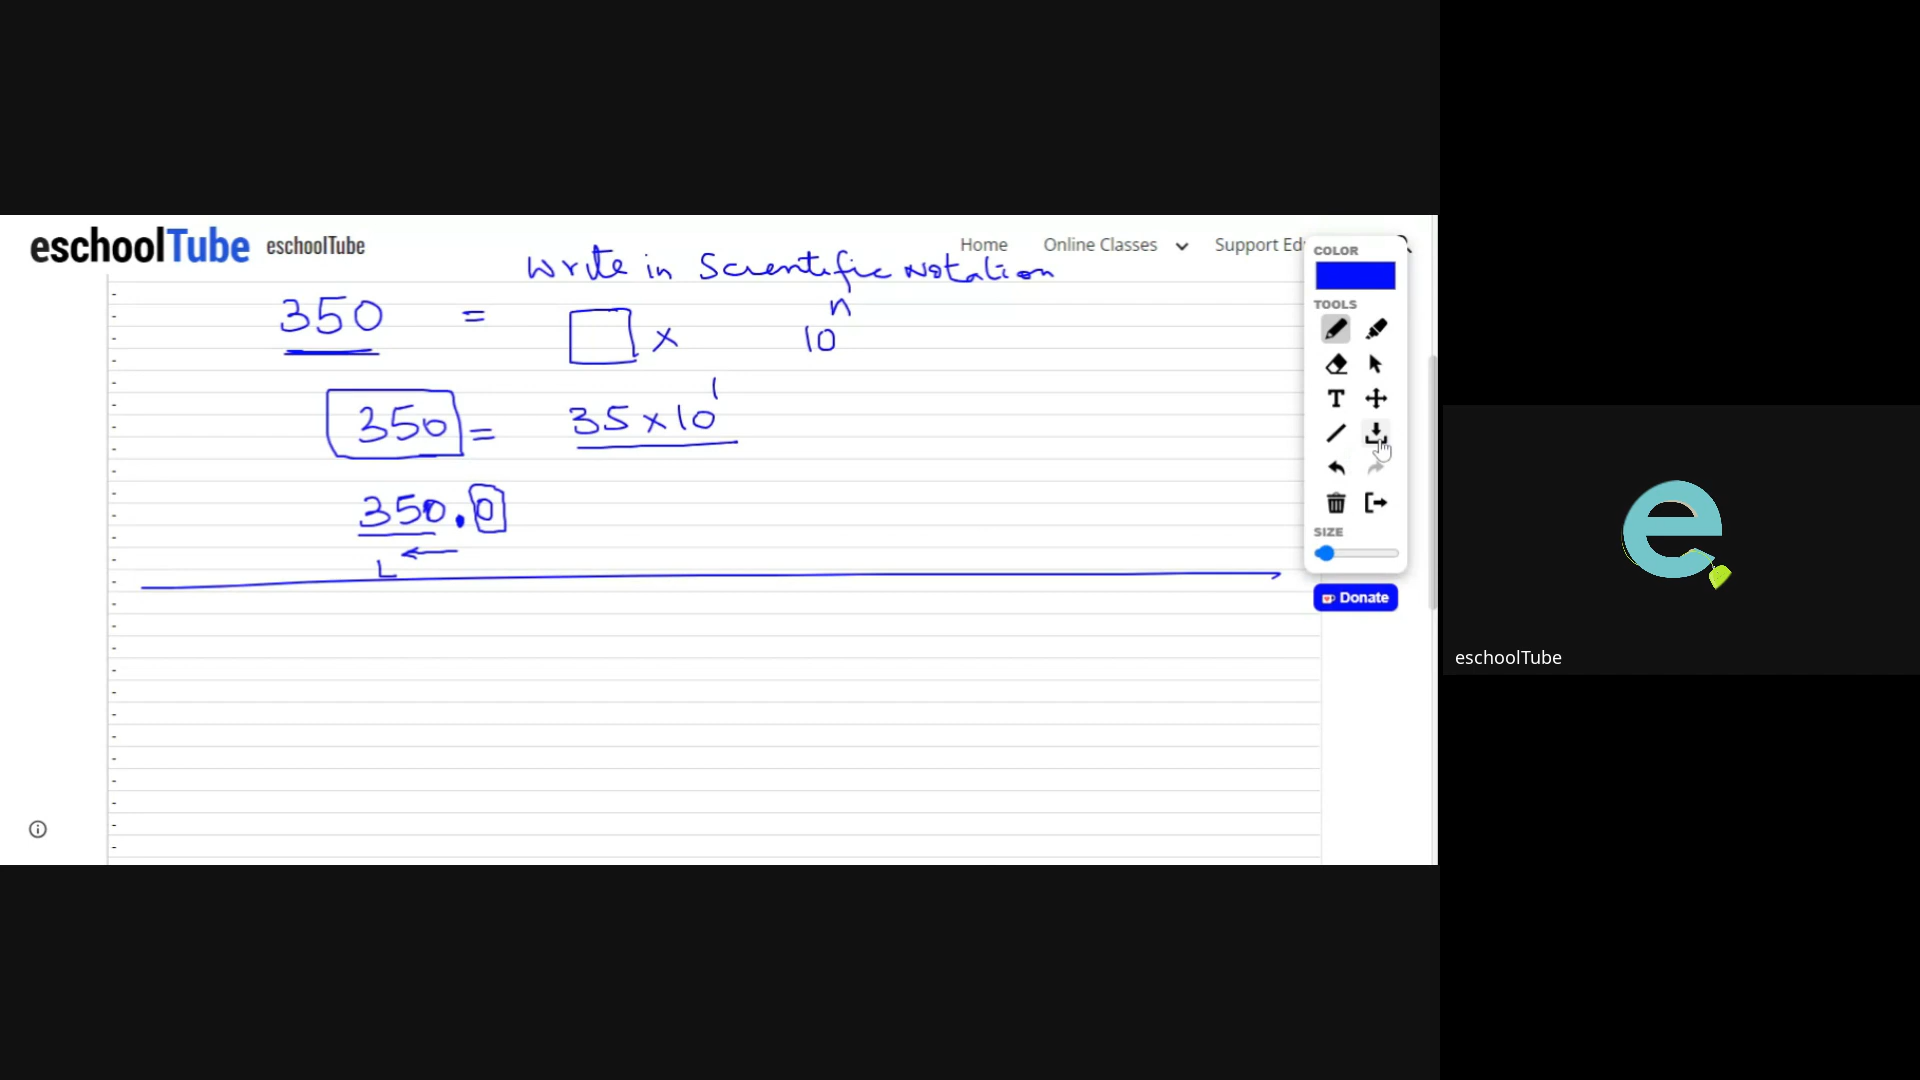 eschoolTube eschoolTube
Home Online Classes Support Ed
Write in Scientific Notation
350 = □ x 10^n
350 = 35 x 10^1
350.0
L
COLOR
TOOLS
T
SIZE
Donate
eschoolTube